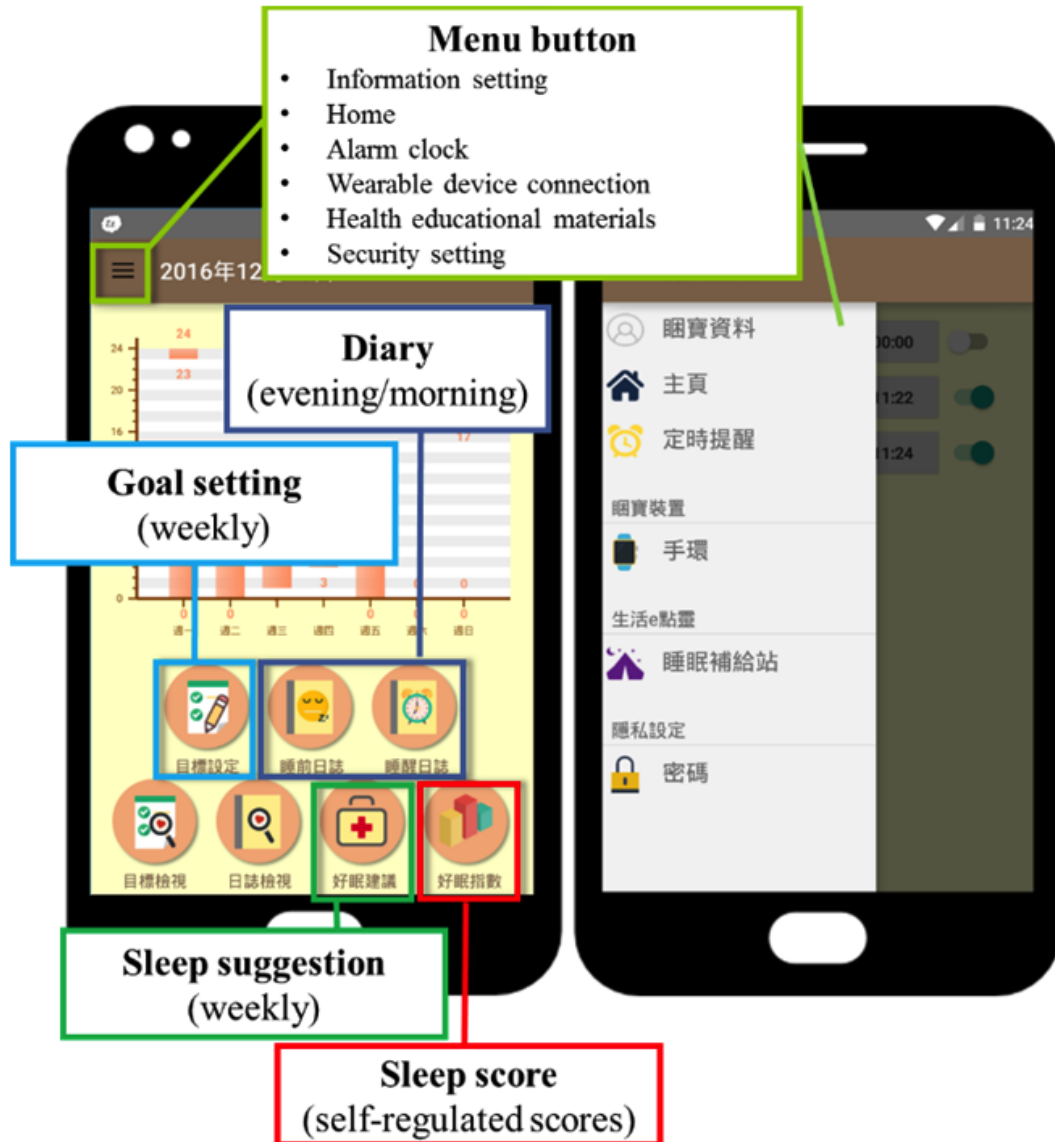 Menu button
• Information setting
• Home
• Alarm clock
• Wearable device connection
• Health educational materials
• Security setting
11:24
2016年12
24
23
24
20
16
17
Diary
(evening/morning)
Goal setting
(weekly)
3
0
0
0
0
0
週一
週二
週三
週四
週五
週日
目標設定
睡前日誌
睡醒日誌
目標檢視
日誌檢視
好眠建議
好眠指數
Sleep suggestion
(weekly)
Sleep score
(self-regulated scores)
睏寶資料
00:00
主頁
11:22
定時提醒
11:24
睏寶裝置
手環
生活e點靈
睡眠補給站
隱私設定
密碼